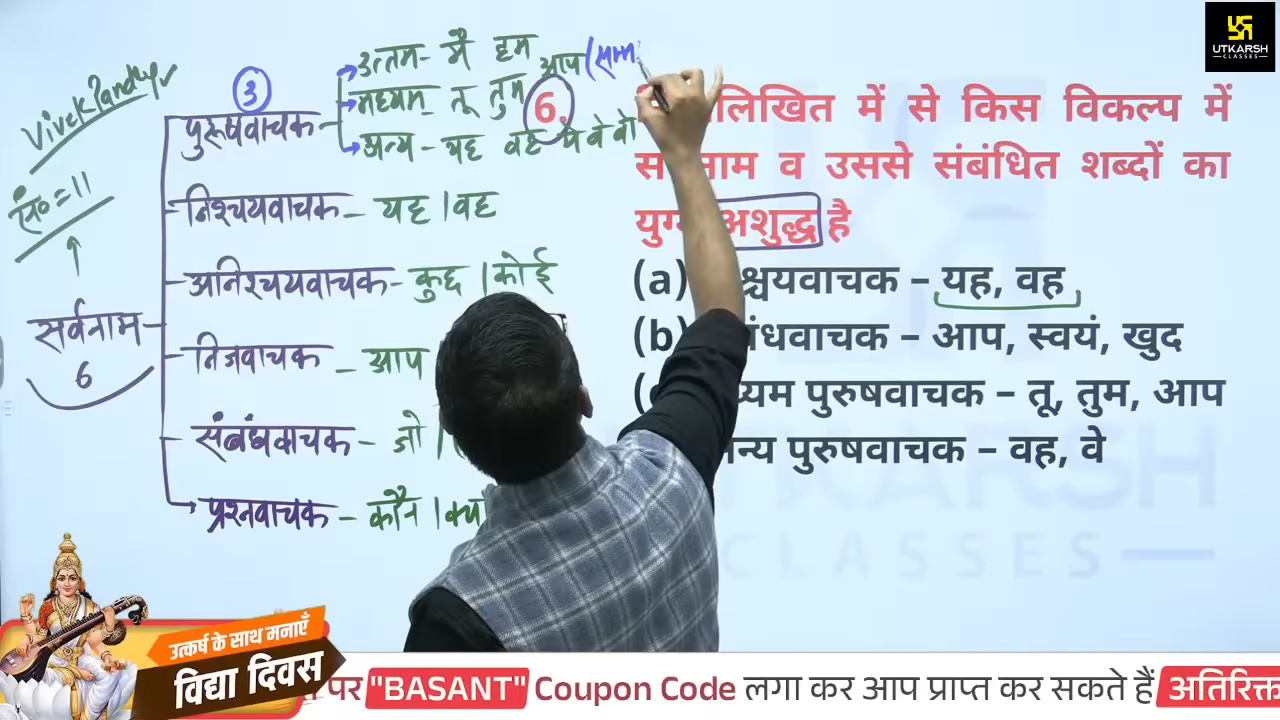 UTKARSH
CLASSES
उत्तम- मैं हम
मध्यम् तू तुम
आप (सम्म
अन्य - यह वह ये वे वो
③
पुरूषवाचक
निश्चयवाचक - यह । वह
अनिश्चयवाचक - कुछ । कोई
निजवाचक - आप
संबंधवाचक - जो ।
प्रश्नवाचक - कौन । क्य
सं० = 11
सर्वनाम
6
6.
लिखित में से किस विकल्प में
व उससे संबंधित शब्दों का
अशुद्ध है
(a) श्चयवाचक – यह, वह
(b) बंधवाचक – आप, स्वयं, खुद
ध्यम पुरुषवाचक – तू, तुम, आप
न्य पुरुषवाचक – वह, वे
CLASSES
उत्कर्ष के साथ मनाएँ
विद्या दिवस
पर "BASANT" Coupon Code लगा कर आप प्राप्त कर सकते हैं अतिरिक्त